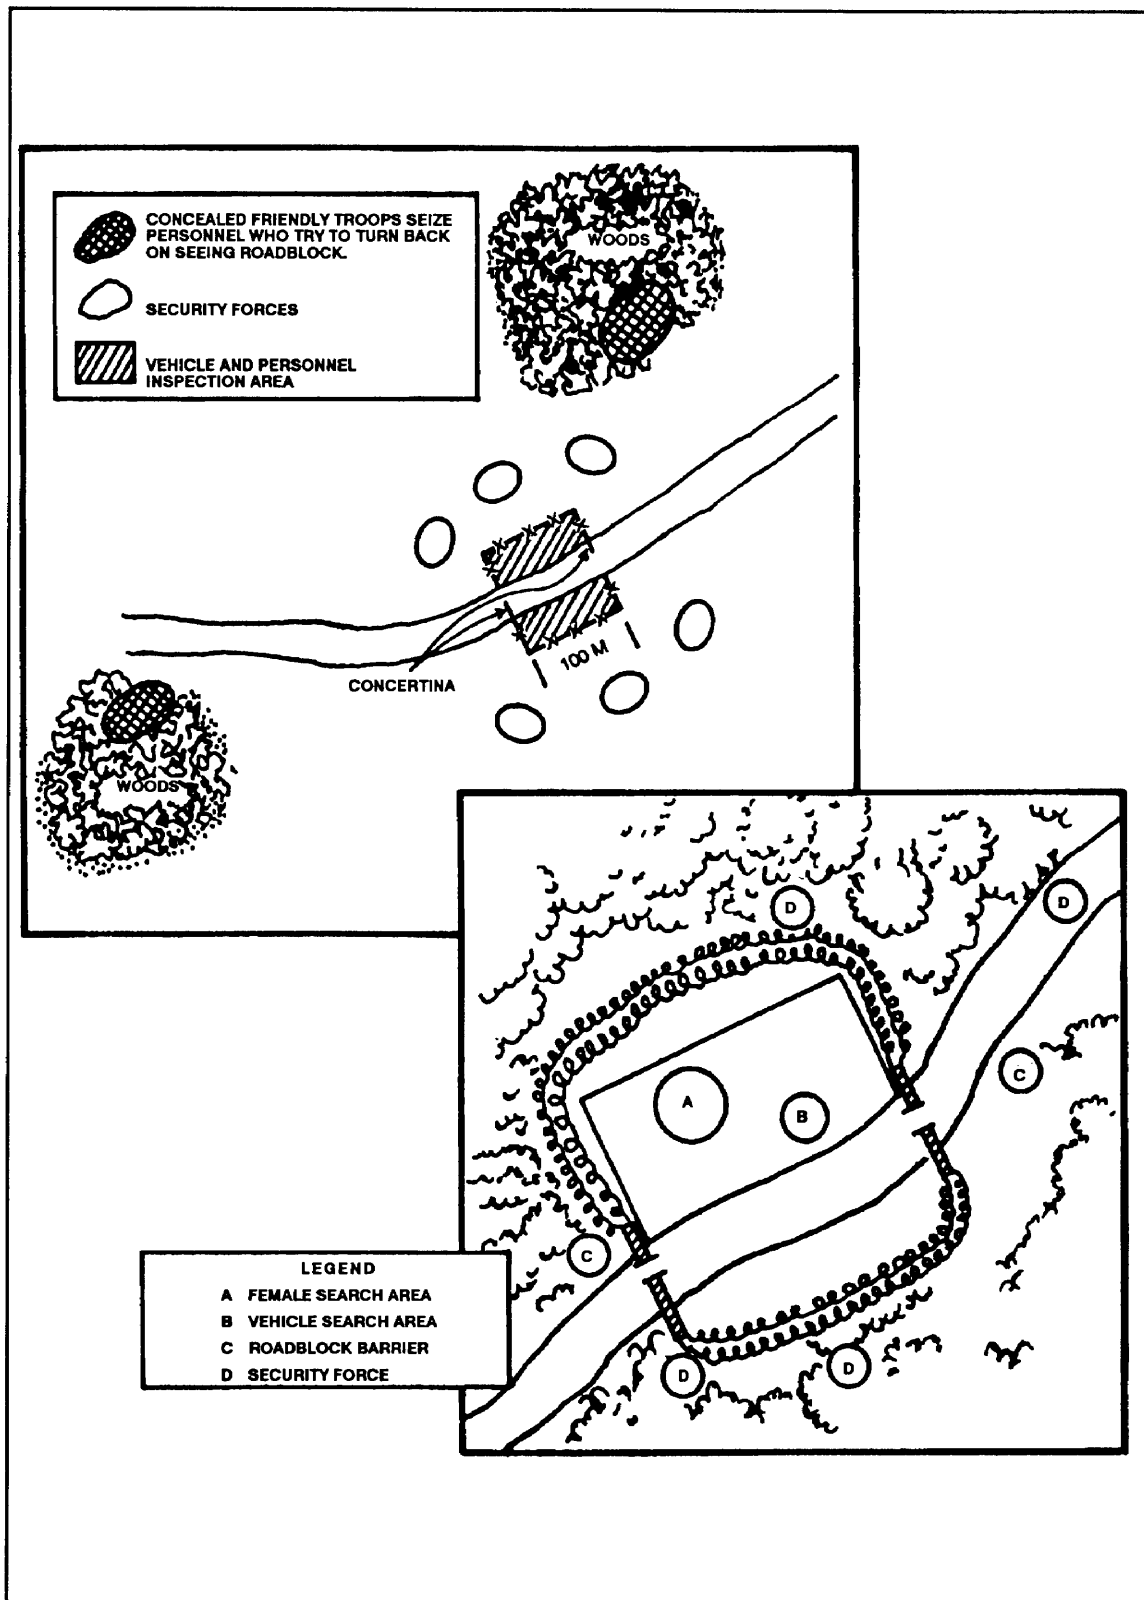 CONCEALED FRIENDLY TROOPS SEIZE
PERSONNEL WHO TRY TO TURN BACK
ON SEEING ROADBLOCK.
SECURITY FORCES
VEHICLE AND PERSONNEL
INSPECTION AREA
WOODS
100 M
CONCERTINA
WOODS
D
D
C
A
B
C
D
D
LEGEND
A FEMALE SEARCH AREA
B VEHICLE SEARCH AREA
C ROADBLOCK BARRIER
D SECURITY FORCE